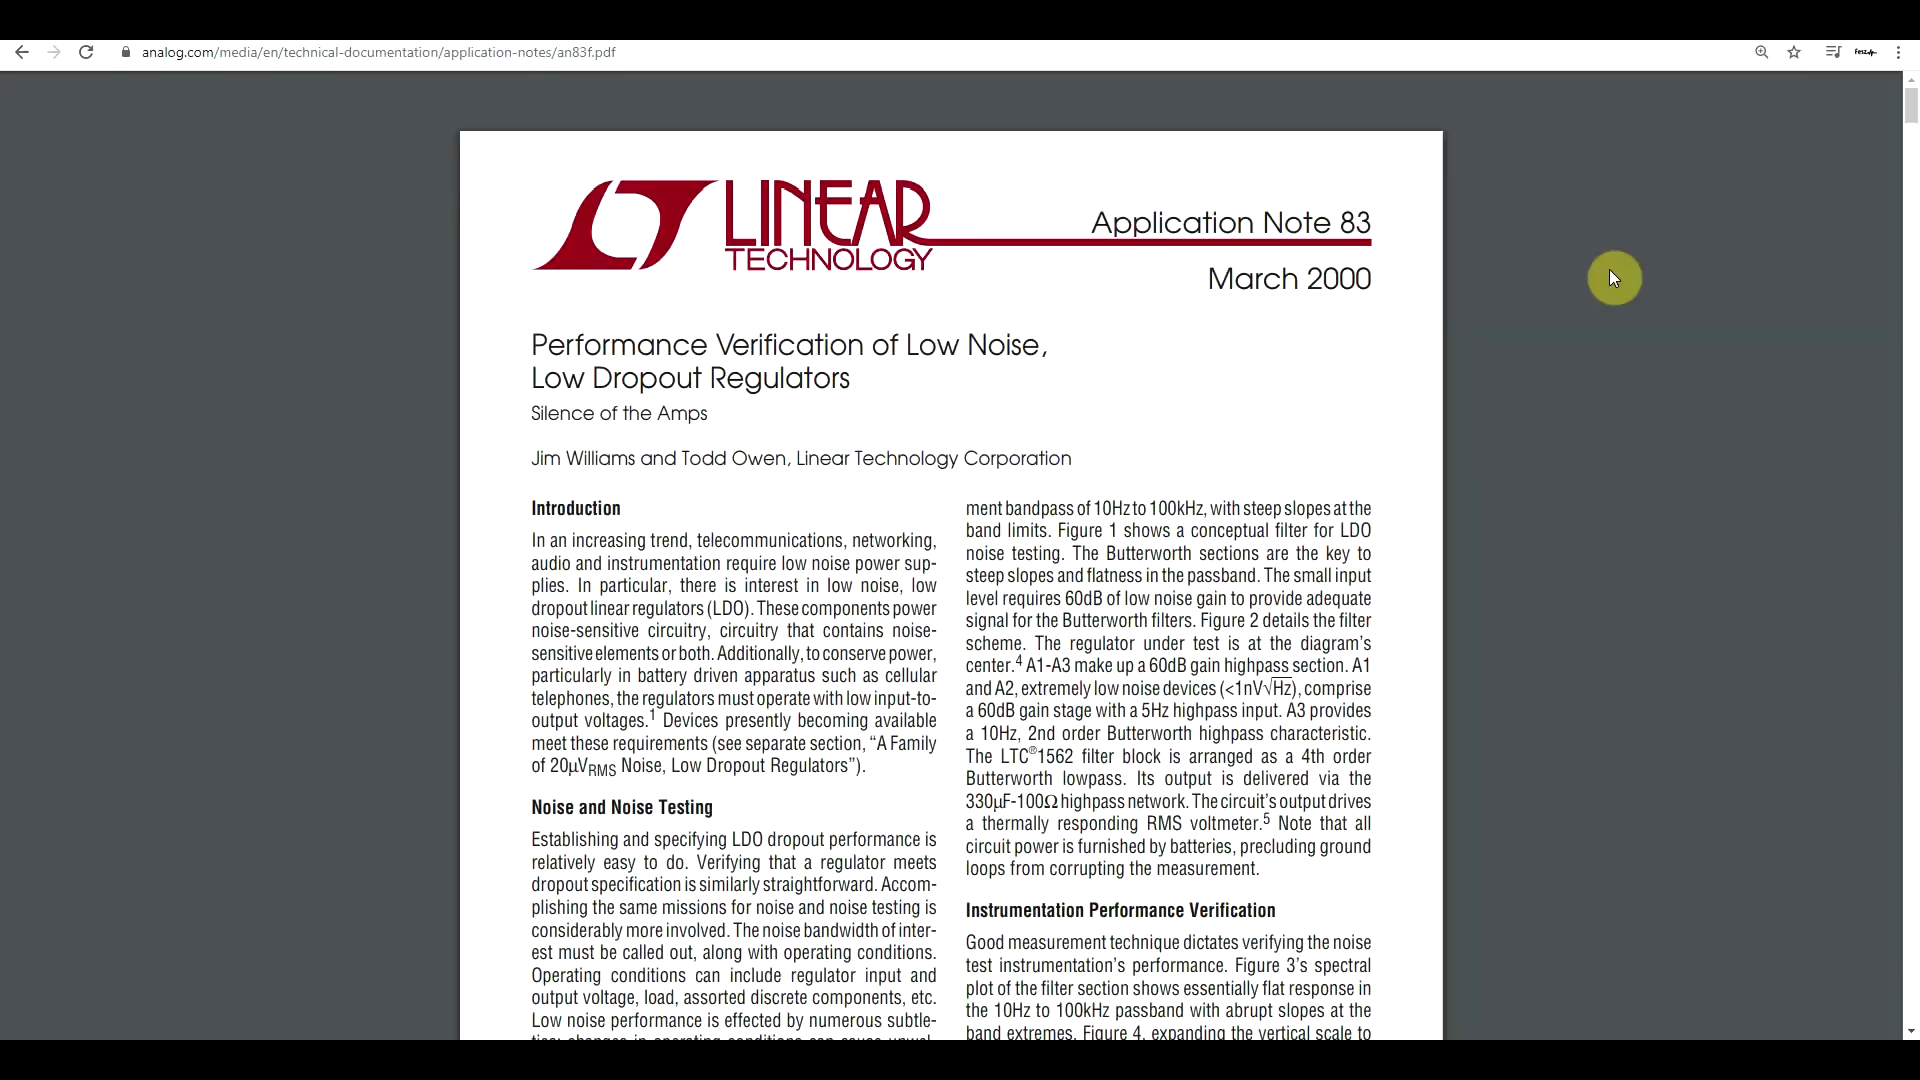 analog.com/media/en/technical-documentation/application-notes/an83f.pdf
LINEAR
TECHNOLOGY
Application Note 83
March 2000
Performance Verification of Low Noise,
Low Dropout Regulators
Silence of the Amps
Jim Williams and Todd Owen, Linear Technology Corporation
Introduction
In an increasing trend, telecommunications, networking,
audio and instrumentation require low noise power sup-
plies. In particular, there is interest in low noise, low
dropout linear regulators (LDO). These components power
noise-sensitive circuitry, circuitry that contains noise-
sensitive elements or both. Additionally, to conserve power,
particularly in battery driven apparatus such as cellular
telephones, the regulators must operate with low input-to-
output voltages.1 Devices presently becoming available
meet these requirements (see separate section, “A Family
of 20µVRMS Noise, Low Dropout Regulators”).
Noise and Noise Testing
Establishing and specifying LDO dropout performance is
relatively easy to do. Verifying that a regulator meets
dropout specification is similarly straightforward. Accom-
plishing the same missions for noise and noise testing is
considerably more involved. The noise bandwidth of inter-
est must be called out, along with operating conditions.
Operating conditions can include regulator input and
output voltage, load, assorted discrete components, etc.
Low noise performance is effected by numerous subtle-
ment bandpass of 10Hz to 100kHz, with steep slopes at the
band limits. Figure 1 shows a conceptual filter for LDO
noise testing. The Butterworth sections are the key to
steep slopes and flatness in the passband. The small input
level requires 60dB of low noise gain to provide adequate
signal for the Butterworth filters. Figure 2 details the filter
scheme. The regulator under test is at the diagram’s
center.4 A1-A3 make up a 60dB gain highpass section. A1
and A2, extremely low noise devices (<1nV√Hz), comprise
a 60dB gain stage with a 5Hz highpass input. A3 provides
a 10Hz, 2nd order Butterworth highpass characteristic.
The LTC®1562 filter block is arranged as a 4th order
Butterworth lowpass. Its output is delivered via the
330µF-100Ω highpass network. The circuit’s output drives
a thermally responding RMS voltmeter.5 Note that all
circuit power is furnished by batteries, precluding ground
loops from corrupting the measurement.
Instrumentation Performance Verification
Good measurement technique dictates verifying the noise
test instrumentation’s performance. Figure 3’s spectral
plot of the filter section shows essentially flat response in
the 10Hz to 100kHz passband with abrupt slopes at the
band extremes. Figure 4, expanding the vertical scale to